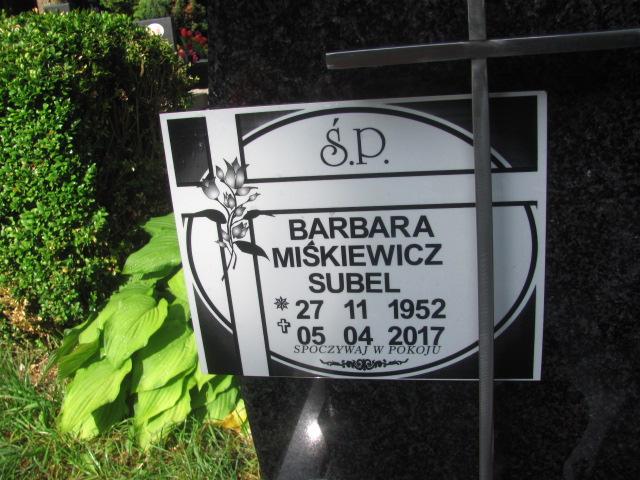 Ś.P.
BARBARA
MIŚKIEWICZ
SUBEL
✵ 27 11 1952
✝ 05 04 2017
SPOCZYWAJ W POKOJU